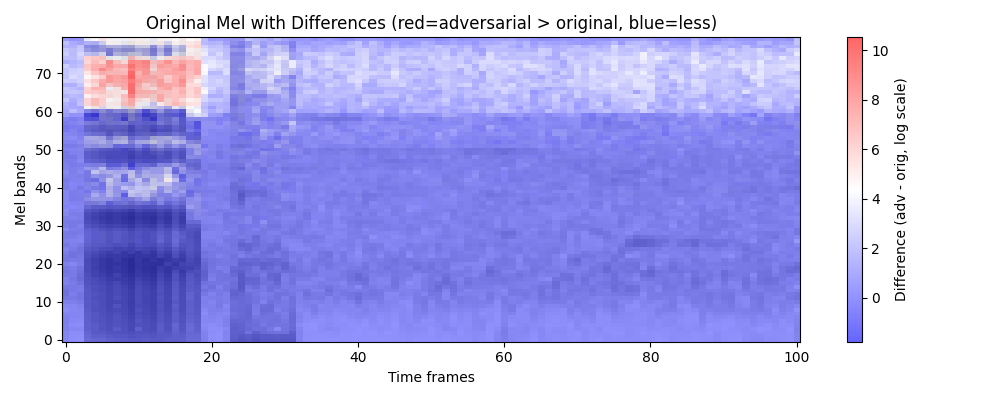 Original Mel with Differences (red=adversarial > original, blue=less)
Mel bands
70
60
50
40
30
20
10
0
0 20 40 60 80 100
Time frames
10
8
6
4
2
0
Difference (adv - orig, log scale)